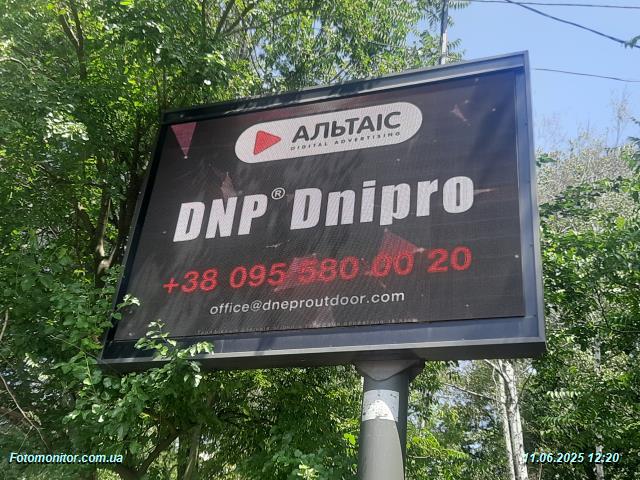 АЛЬТАІС
DIGITAL ADVERTISING
DNP® Dnipro
+38 095 580 00 20
office@dneproutdoor.com
Fotomonitor.com.ua
11.06.2025 12:20